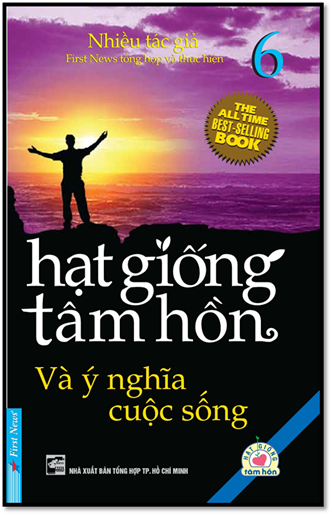 Nhiều tác giả
First News tổng hợp và thực hiện
6
THE
ALL TIME
BEST-SELLING
BOOK
hạt giống
tâm hồn
Và ý nghĩa
cuộc sống
First News
NHÀ XUẤT BẢN TỔNG HỢP TP. HỒ CHÍ MINH
HẠT GIỐNG
tâm hồn